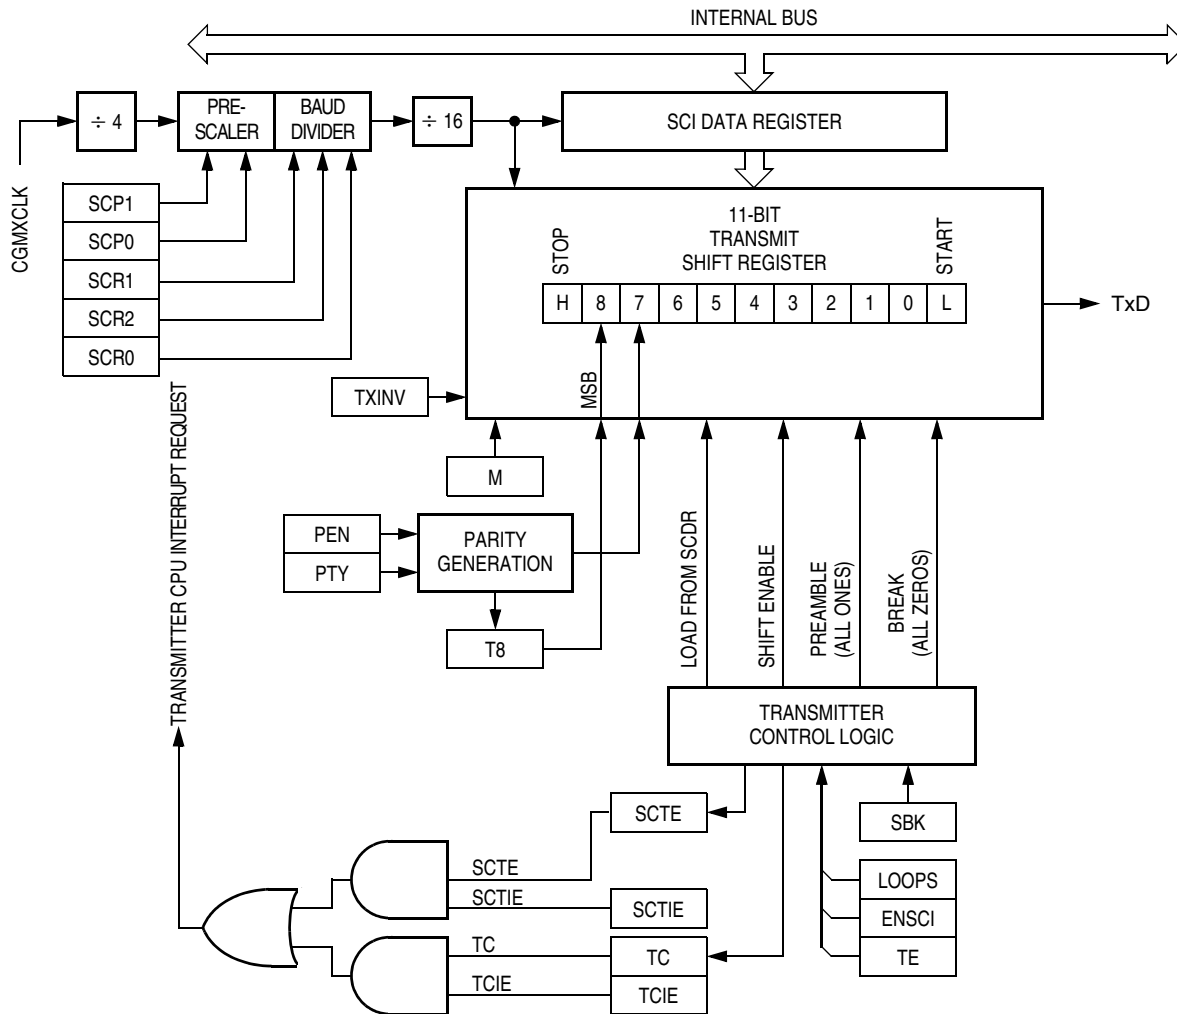 INTERNAL BUS
÷ 4
PRE-
SCALER
BAUD
DIVIDER
÷ 16
SCI DATA REGISTER
CGMXCLK
SCP1
SCP0
SCR1
SCR2
SCR0
11-BIT
TRANSMIT
SHIFT REGISTER
STOP
START
H 8 7 6 5 4 3 2 1 0 L
TxD
MSB
TXINV
M
PEN
PTY
PARITY
GENERATION
T8
LOAD FROM SCDR
SHIFT ENABLE
PREAMBLE
(ALL ONES)
BREAK
(ALL ZEROS)
TRANSMITTER CPU INTERRUPT REQUEST
TRANSMITTER
CONTROL LOGIC
SCTE
SBK
SCTE
SCTIE
SCTIE
LOOPS
ENSCI
TE
TC
TC
TCIE
TCIE